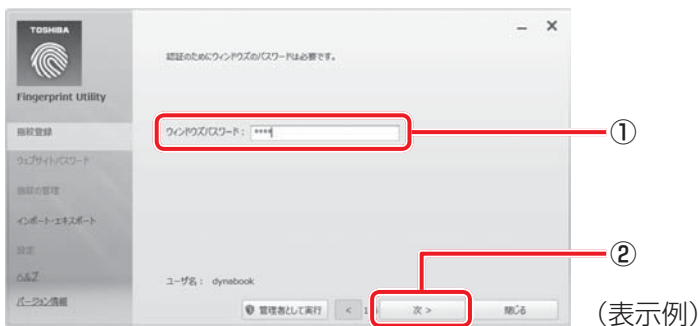 TOSHIBA
Fingerprint Utility
認証のためにウィンドウズのパスワードは必要です。
指紋登録
ウィンドウズパスワード： ****
①
ウェブサイトパスワード
指紋の管理
インポート・エキスポート
設定
②
ヘルプ
ユーザ名： dynabook
バージョン情報
管理者として実行
<
次 >
閉じる
（表示例）